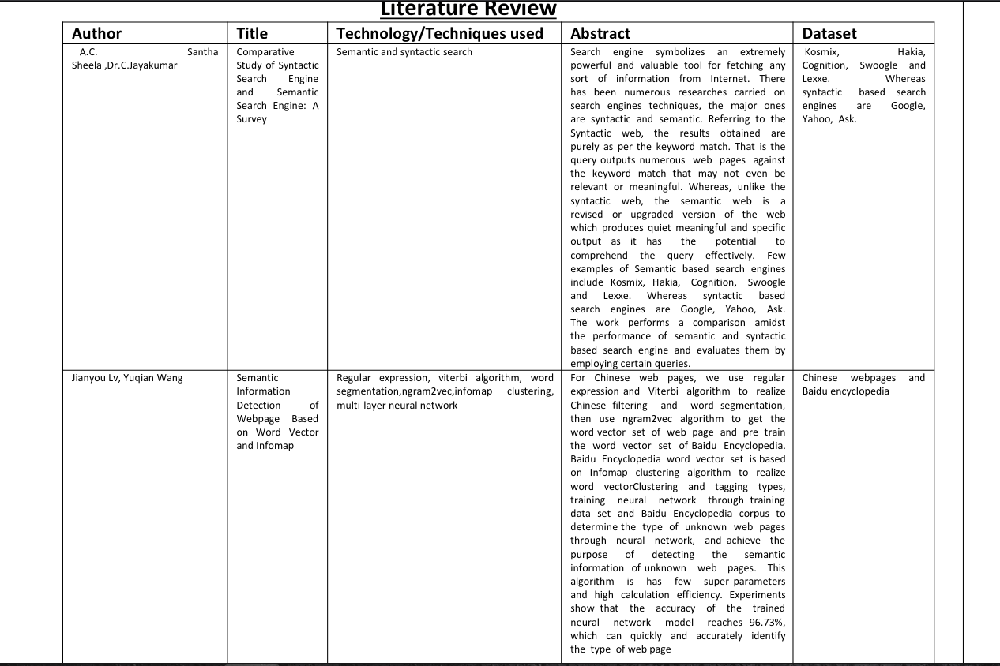 Literature Review
Author
Title
Technology/Techniques used
Abstract
Dataset
A.C. Santha
Sheela ,Dr.C.Jayakumar
Comparative
Study of Syntactic
Search Engine
and Semantic
Search Engine: A
Survey
Semantic and syntactic search
Search engine symbolizes an extremely
powerful and valuable tool for fetching any
sort of information from Internet. There
has been numerous researches carried on
search engines techniques, the major ones
are syntactic and semantic. Referring to the
Syntactic web, the results obtained are
purely as per the keyword match. That is the
query outputs numerous web pages against
the keyword match that may not even be
relevant or meaningful. Whereas, unlike the
syntactic web, the semantic web is a
revised or upgraded version of the web
which produces quiet meaningful and specific
output as it has the potential to
comprehend the query effectively. Few
examples of Semantic based search engines
include Kosmix, Hakia, Cognition, Swoogle
and Lexxe. Whereas syntactic based
search engines are Google, Yahoo, Ask.
The work performs a comparison amidst
the performance of semantic and syntactic
based search engine and evaluates them by
employing certain queries.
Kosmix, Hakia,
Cognition, Swoogle and
Lexxe. Whereas
syntactic based search
engines are Google,
Yahoo, Ask.
Jianyou Lv, Yuqian Wang
Semantic
Information
Detection of
Webpage Based
on Word Vector
and Infomap
Regular expression, viterbi algorithm, word
segmentation,ngram2vec,infomap clustering,
multi-layer neural network
For Chinese web pages, we use regular
expression and Viterbi algorithm to realize
Chinese filtering and word segmentation,
then use ngram2vec algorithm to get the
word vector set of web page and pre train
the word vector set of Baidu Encyclopedia.
Baidu Encyclopedia word vector set is based
on Infomap clustering algorithm to realize
word vectorClustering and tagging types,
training neural network through training
data set and Baidu Encyclopedia corpus to
determine the type of unknown web pages
through neural network, and achieve the
purpose of detecting the semantic
information of unknown web pages. This
algorithm is has few super parameters
and high calculation efficiency. Experiments
show that the accuracy of the trained
neural network model reaches 96.73%,
which can quickly and accurately identify
the type of web page
Chinese webpages and
Baidu encyclopedia